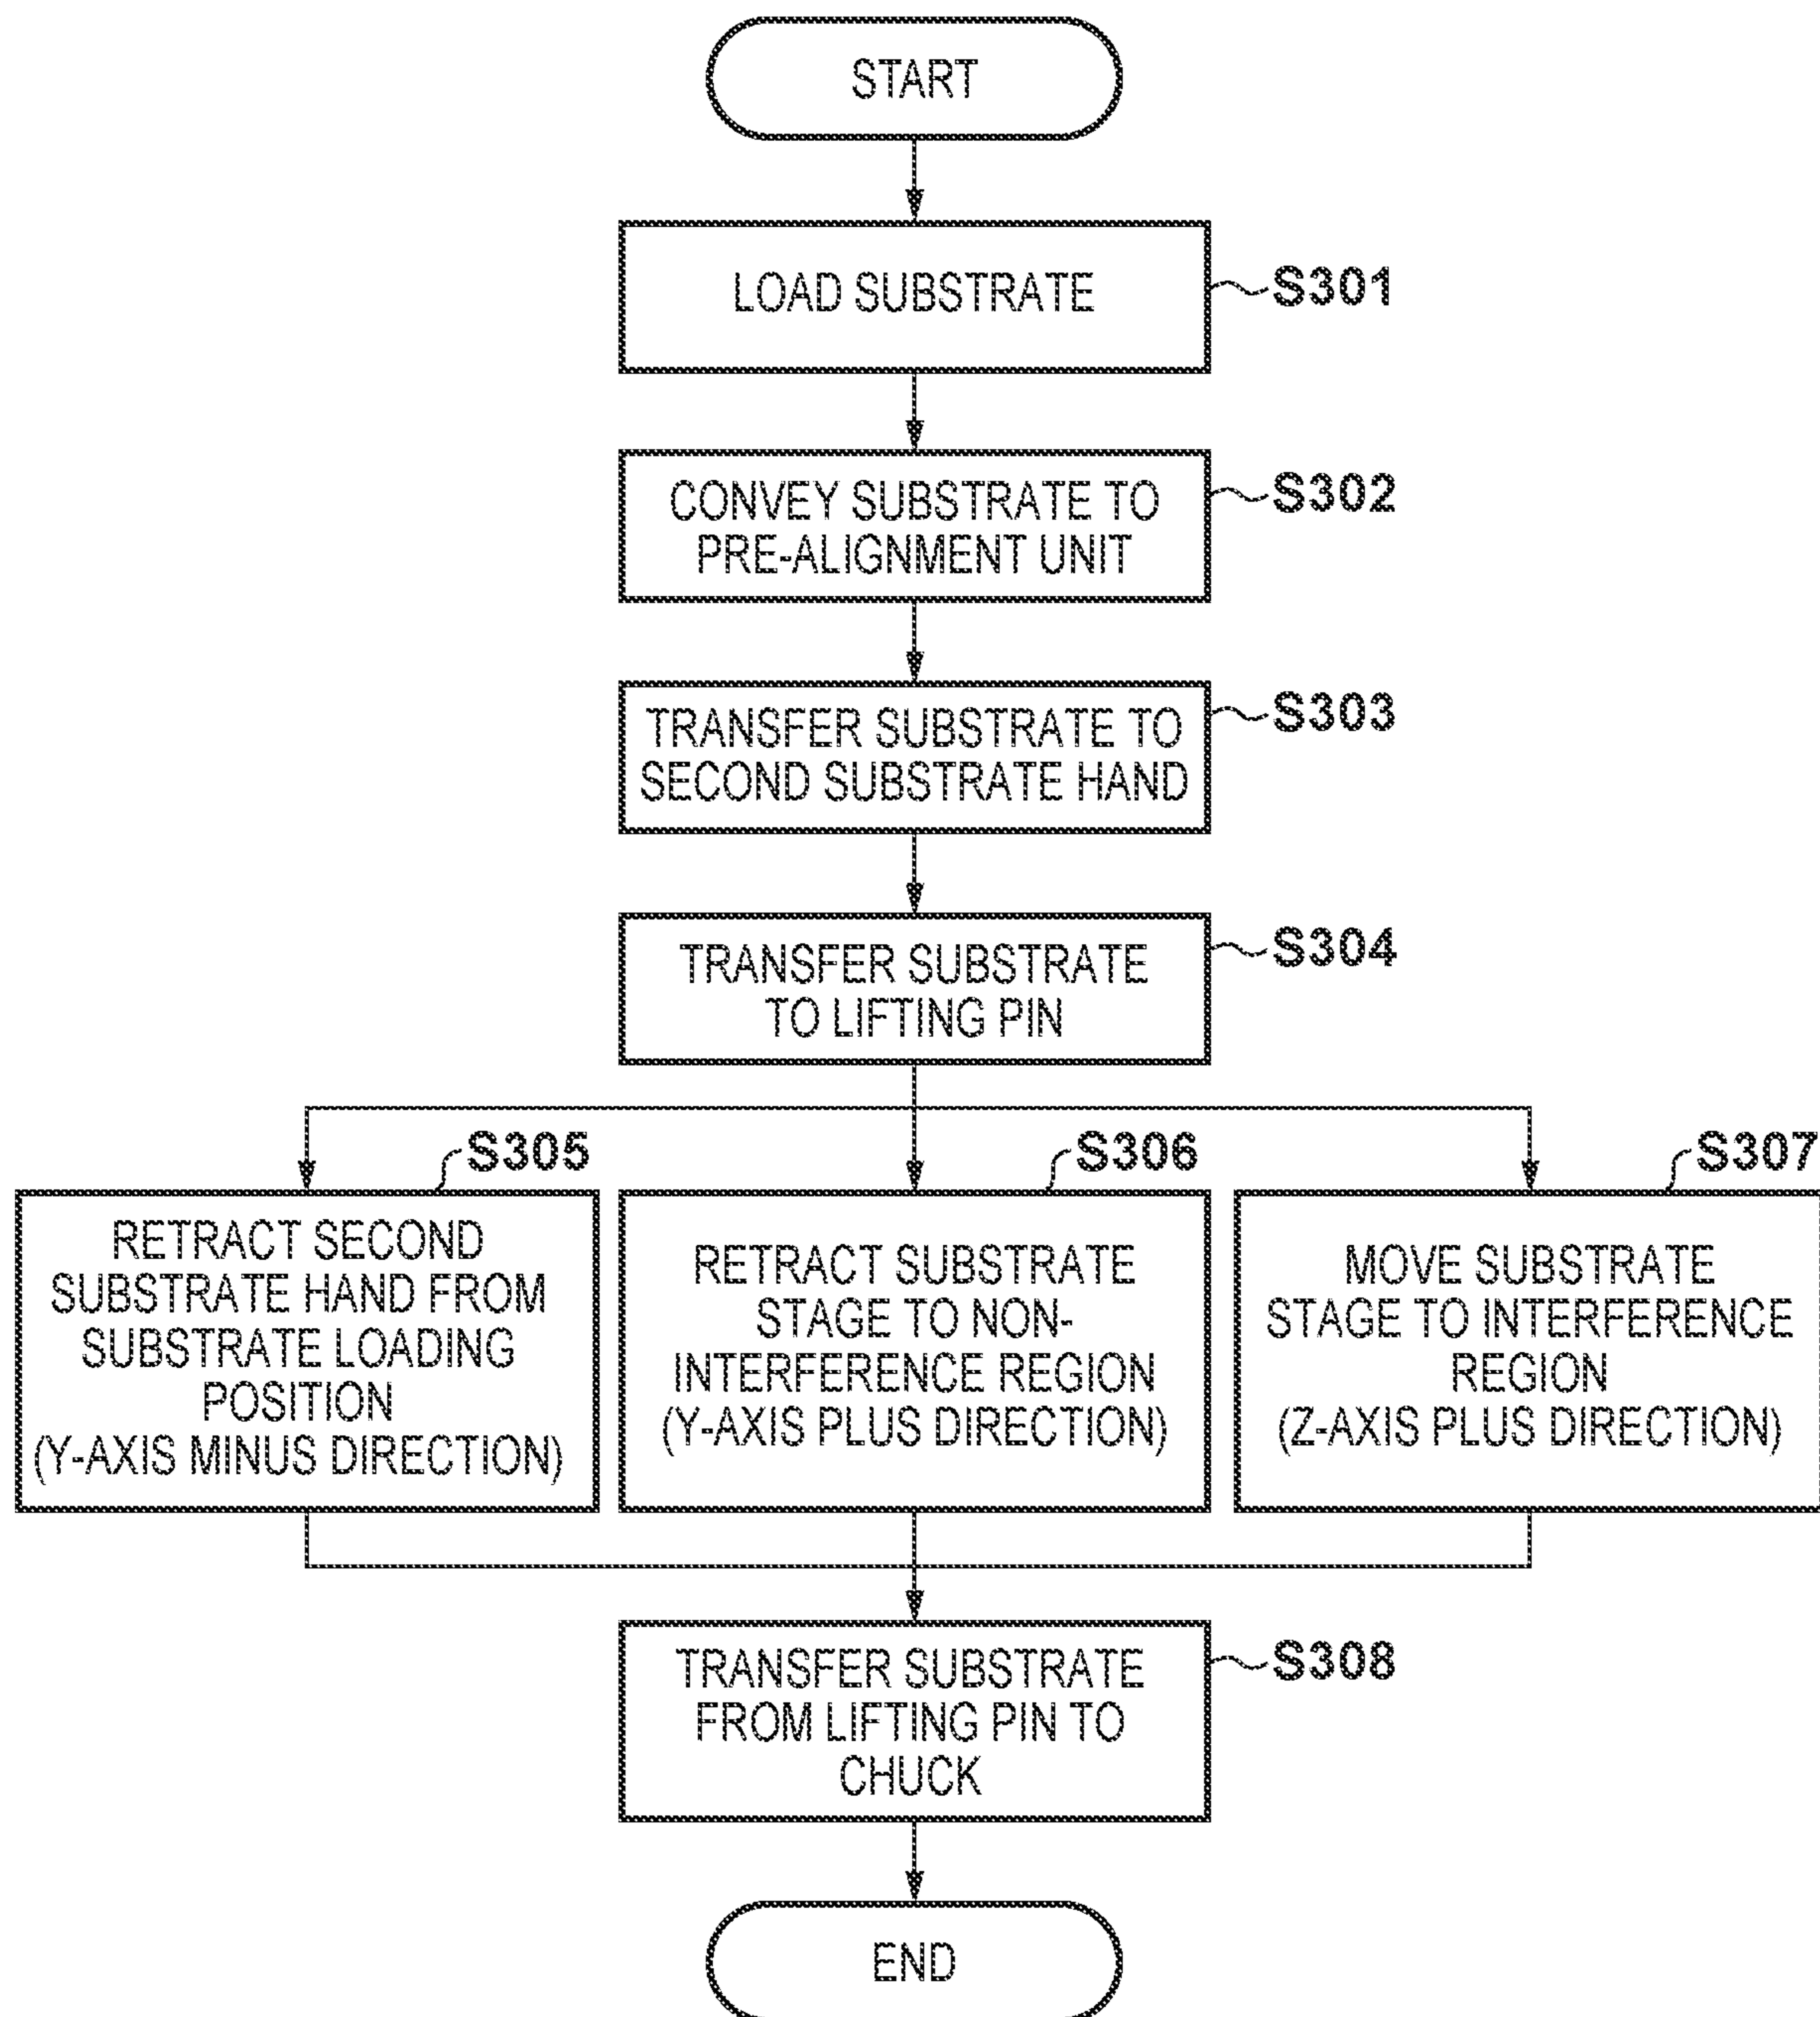 START
LOAD SUBSTRATE
S301
CONVEY SUBSTRATE TO
PRE-ALIGNMENT UNIT
S302
TRANSFER SUBSTRATE TO
SECOND SUBSTRATE HAND
S303
TRANSFER SUBSTRATE
TO LIFTING PIN
S304
S305
RETRACT SECOND
SUBSTRATE HAND FROM
SUBSTRATE LOADING
POSITION
(Y-AXIS MINUS DIRECTION)
S306
RETRACT SUBSTRATE
STAGE TO NON-
INTERFERENCE REGION
(Y-AXIS PLUS DIRECTION)
S307
MOVE SUBSTRATE
STAGE TO INTERFERENCE
REGION
(Z-AXIS PLUS DIRECTION)
TRANSFER SUBSTRATE
FROM LIFTING PIN TO
CHUCK
S308
END